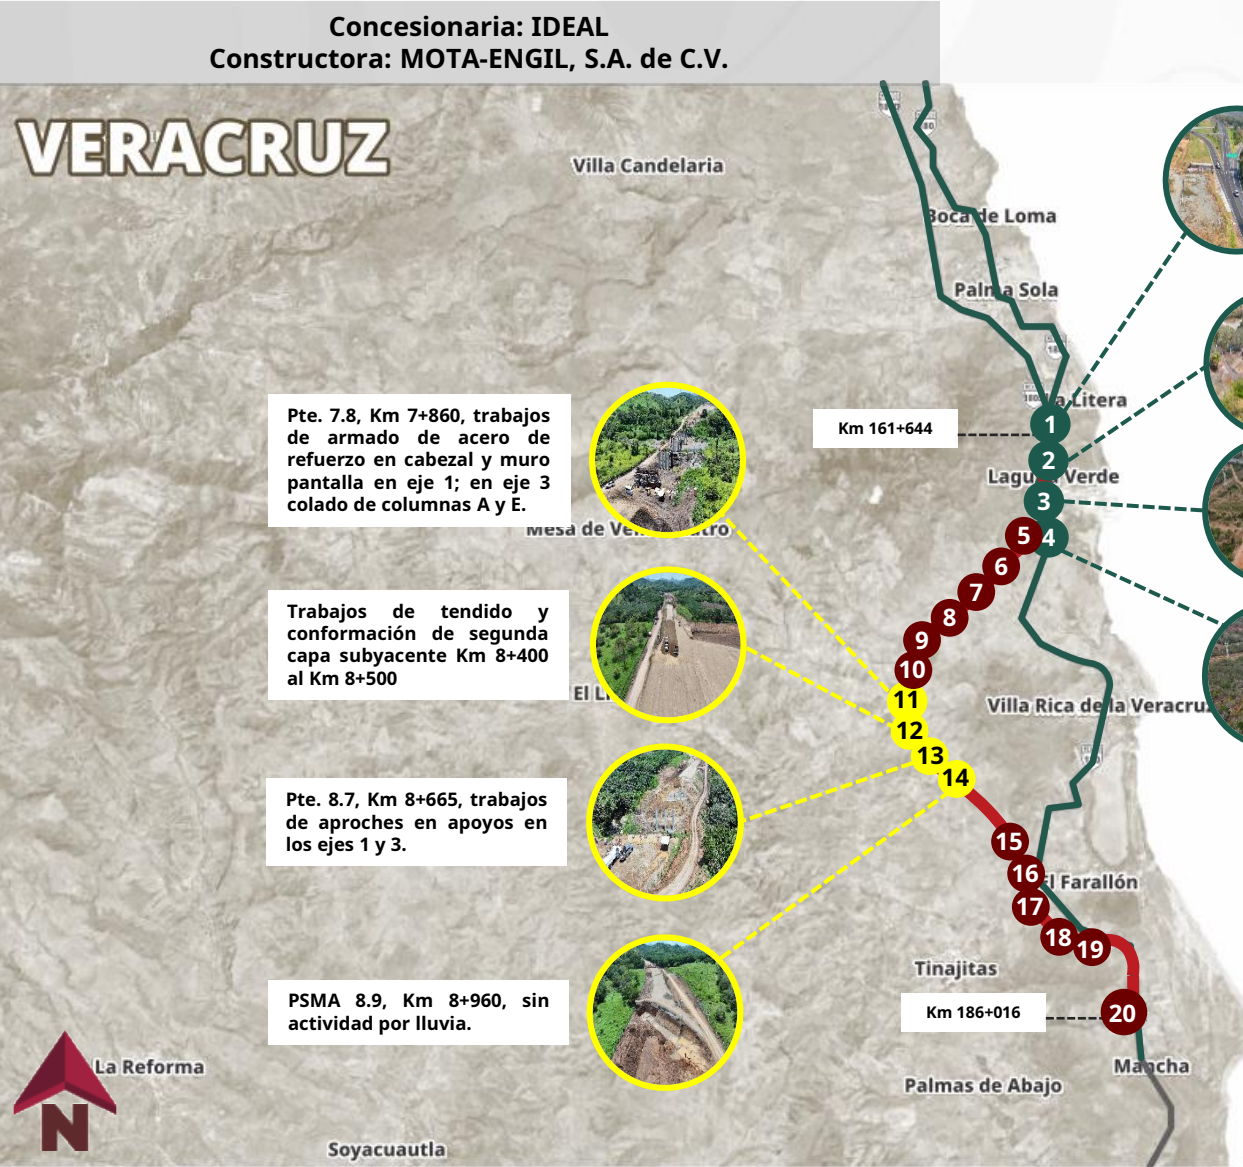 Concesionaria: IDEAL
Constructora: MOTA-ENGIL, S.A. de C.V.
VERACRUZ
Villa Candelaria
Boca de Loma
Palma Sola
La Litera
Pte. 7.8, Km 7+860, trabajos
de armado de acero de
refuerzo en cabezal y muro
pantalla en eje 1; en eje 3
colado de columnas A y E.
Km 161+644
1
2
Laguna Verde
3
Mesa de
tro
4
5
6
7
8
9
10
11
12
13
14
Trabajos de tendido y
conformación de segunda
capa subyacente Km 8+400
al Km 8+500
El
Villa Rica de la Veracruz
Pte. 8.7, Km 8+665, trabajos
de aproches en apoyos en
los ejes 1 y 3.
15
16
El Farallón
17
18
19
Tinajitas
PSMA 8.9, Km 8+960, sin
actividad por lluvia.
Km 186+016
20
La Reforma
Mancha
Palmas de Abajo
N
Soyacuautla